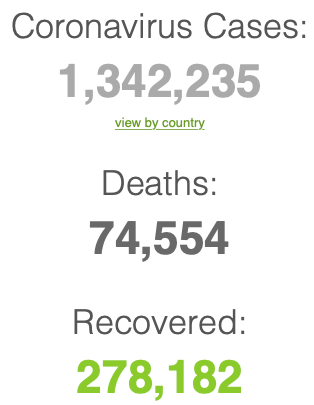 Coronavirus Cases:
1,342,235
view by country
Deaths:
74,554
Recovered:
278,182